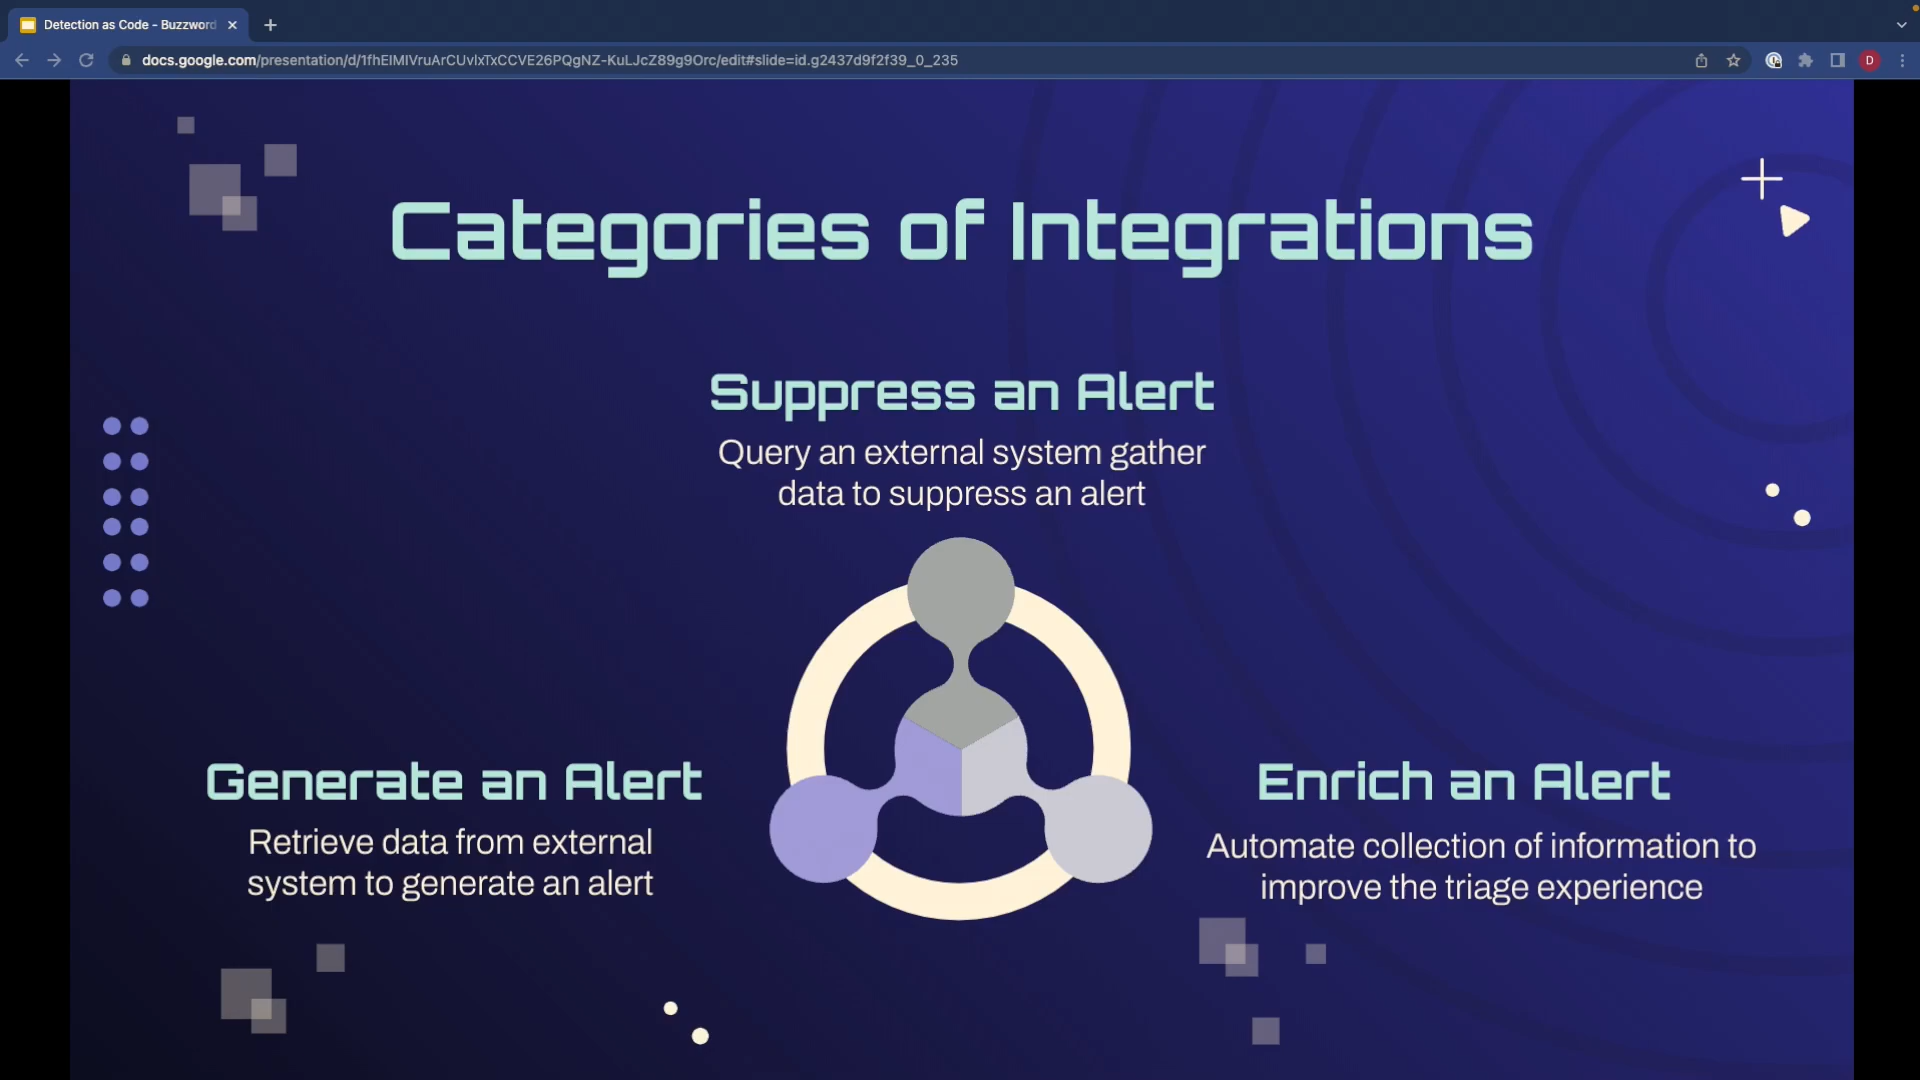 Detection as Code - Buzzword
docs.google.com/presentation/d/1fhEIMIVruArCUvlxTxCCVE26PQgNZ-KuLJcZ89g9Orc/edit#slide=id.g2437d9f2f39_0_235
D
Categories of Integrations
Suppress an Alert
Query an external system gather
data to suppress an alert
Generate an Alert
Retrieve data from external
system to generate an alert
Enrich an Alert
Automate collection of information to
improve the triage experience